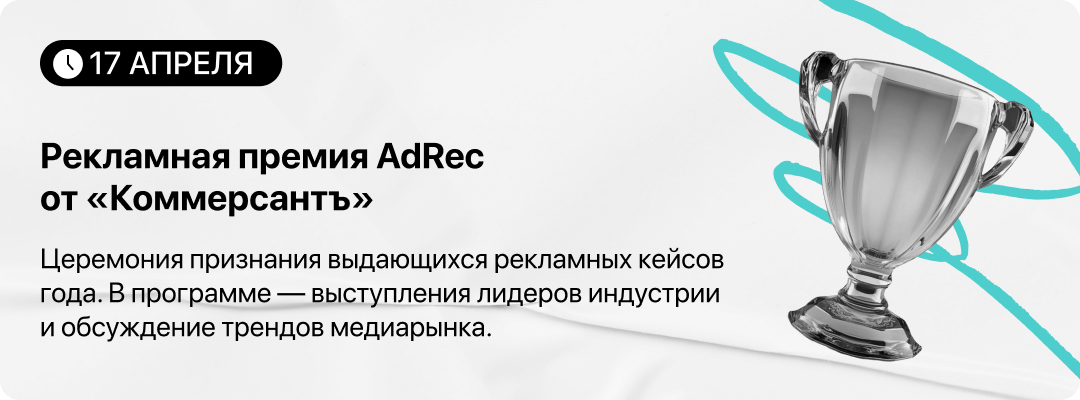 17 АПРЕЛЯ
Рекламная премия AdRec
от «Коммерсантъ»
Церемония признания выдающихся рекламных кейсов
года. В программе — выступления лидеров индустрии
и обсуждение трендов медиарынка.